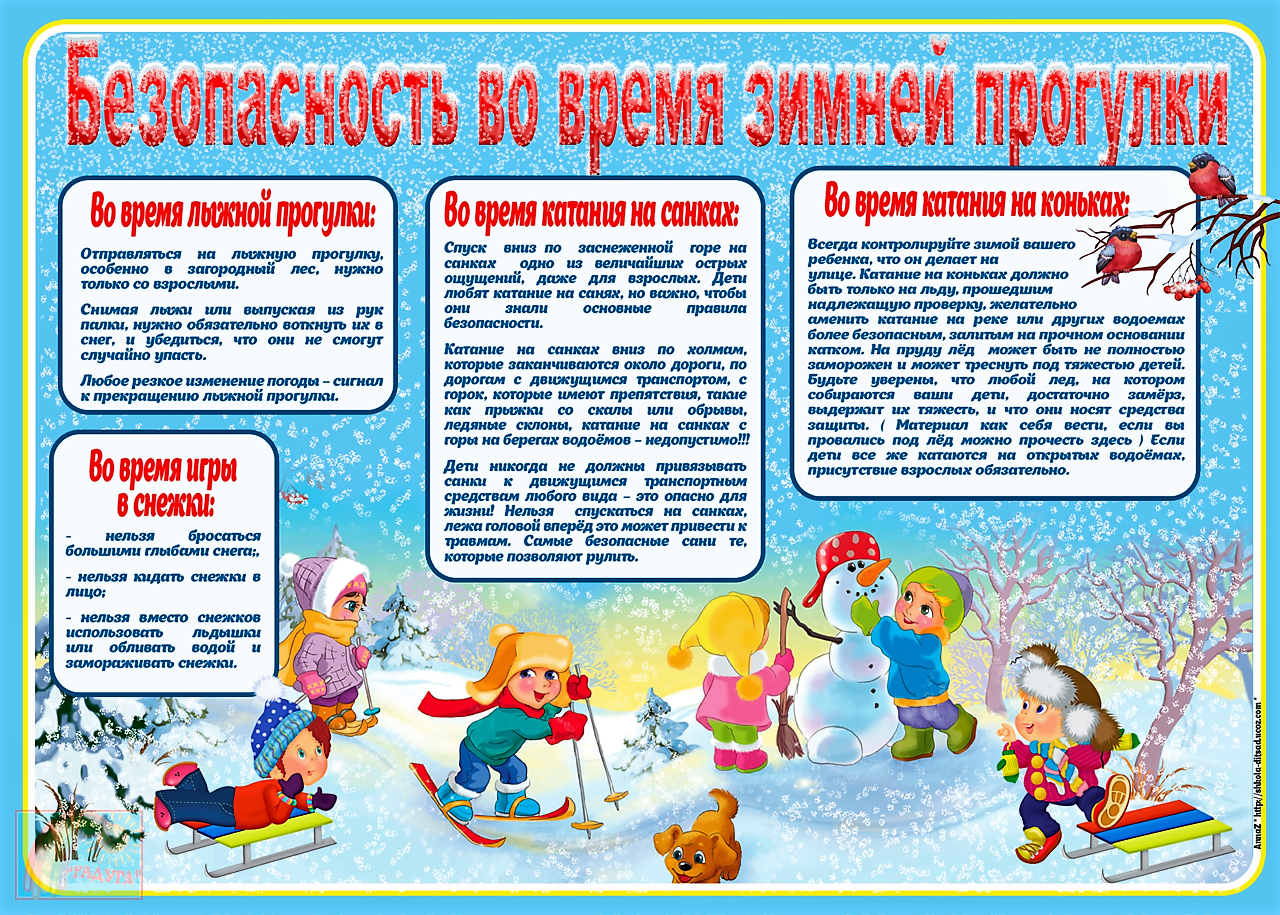 Безопасность во время зимней прогулки
Во время лыжной прогулки:
Отправляться на лыжную прогулку,
особенно в загородный лес, нужно
только со взрослыми.
Снимая лыжи или выпуская из рук
палки, нужно обязательно воткнуть их в
снег, и убедиться, что они не смогут
случайно упасть.
Любое резкое изменение погоды – сигнал
к прекращению лыжной прогулки.
Во время игры
в снежки:
- нельзя бросаться
большими глыбами снега;,
- нельзя кидать снежки в
лицо;
- нельзя вместо снежков
использовать льдышки
или обливать водой и
замораживать снежки.
Во время катания на санках:
Спуск вниз по заснеженной горе на
санках одно из величайших острых
ощущений, даже для взрослых. Дети
любят катание на санях, но важно, чтобы
они знали основные правила
безопасности.
Катание на санках вниз по холмам,
которые заканчиваются около дороги, по
дорогам с движущимся транспортом, с
горок, которые имеют препятствия, такие
как прыжки со скалы или обрывы,
ледяные склоны, катание на санках с
горы на берегах водоёмов – недопустимо!!!
Дети никогда не должны привязывать
санки к движущимся транспортным
средствам любого вида – это опасно для
жизни! Нельзя спускаться на санках,
лежа головой вперёд это может привести к
травмам. Самые безопасные сани те,
которые позволяют рулить.
Во время катания на коньках:
Всегда контролируйте зимой вашего
ребенка, что он делает на
улице. Катание на коньках должно
быть только на льду, прошедшим
надлежащую проверку, желательно
аменить катание на реке или других водоемах
более безопасным, залитым на прочном основании
катком. На пруду лёд может быть не полностью
заморожен и может треснуть под тяжестью детей.
Будьте уверены, что любой лед, на котором
собираются ваши дети, достаточно замёрз,
выдержит их тяжесть, и что они носят средства
защиты. ( Материал как себя вести, если вы
провались под лёд можно прочесть здесь ) Если
дети все же катаются на открытых водоёмах,
присутствие взрослых обязательно.
AnnaZ * http://shkola-ditsad.ucoz.com *
"РАДУГА"